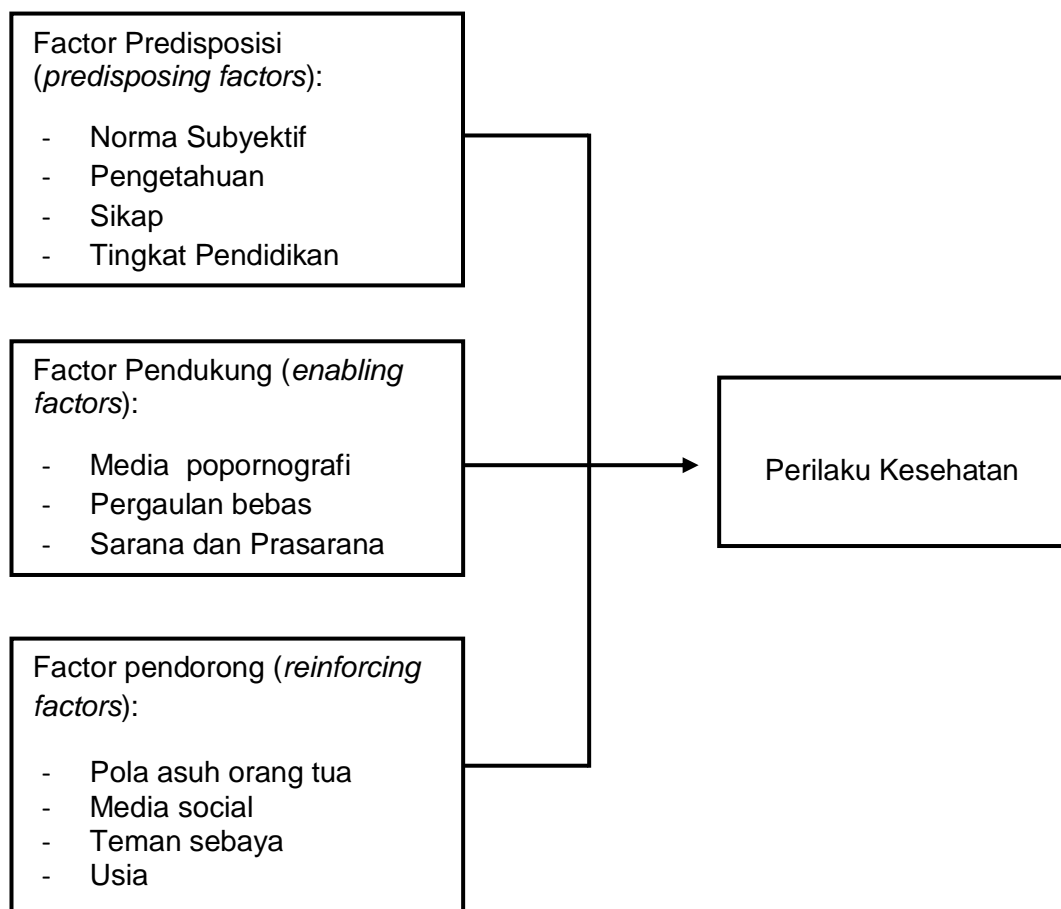 Factor Predisposisi
(predisposing factors):
- Norma Subyektif
- Pengetahuan
- Sikap
- Tingkat Pendidikan
Factor Pendukung (enabling
factors):
- Media popornografi
- Pergaulan bebas
- Sarana dan Prasarana
Factor pendorong (reinforcing
factors):
- Pola asuh orang tua
- Media social
- Teman sebaya
- Usia
Perilaku Kesehatan